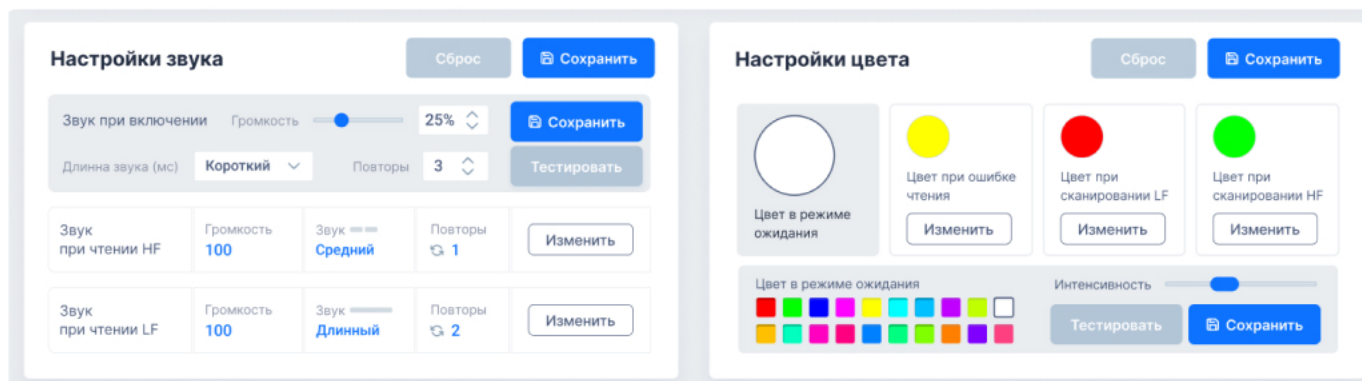 Настройки звука
Сброс
Сохранить
Звук при включении
Громкость
25%
Сохранить
Длинна звука (мс)
Короткий
Повторы
3
Тестировать
Звук
при чтении HF
Громкость
100
Звук
Средний
Повторы
1
Изменить
Звук
при чтении LF
Громкость
100
Звук
Длинный
Повторы
2
Изменить
Настройки цвета
Сброс
Сохранить
Цвет в режиме
ожидания
Цвет при ошибке
чтения
Изменить
Цвет при
сканировании LF
Изменить
Цвет при
сканировании HF
Изменить
Цвет в режиме ожидания
Интенсивность
Тестировать
Сохранить